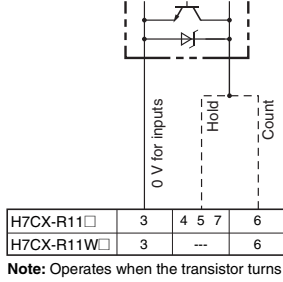 0 V for inputs
Hold
Count
H7CX-R11□ 3 4 5 7 6
H7CX-R11W□ 3 --- 6
Note: Operates when the transistor turns